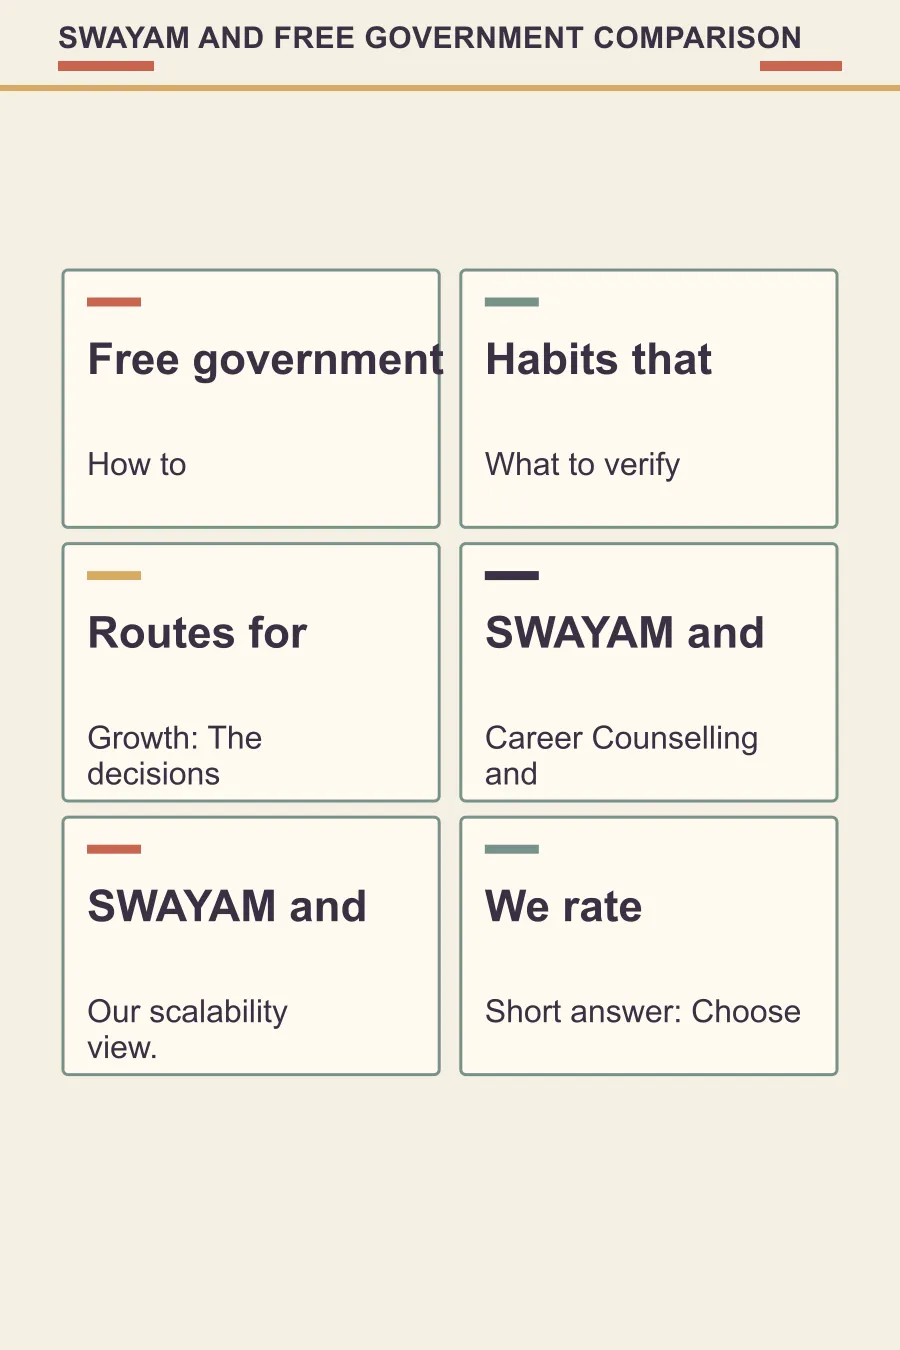 SWAYAM AND FREE GOVERNMENT COMPARISON
Free government
How to
Habits that
What to verify
Routes for
Growth: The
decisions
SWAYAM and
Career Counselling
and
SWAYAM and
Our scalability
view.
We rate
Short answer: Choose